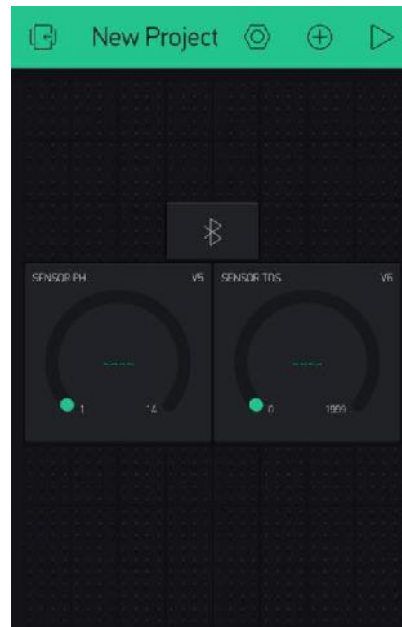 New Project
SENSOR PH V5 SENSOR TDS V6
---- ----
1 14 0 1999